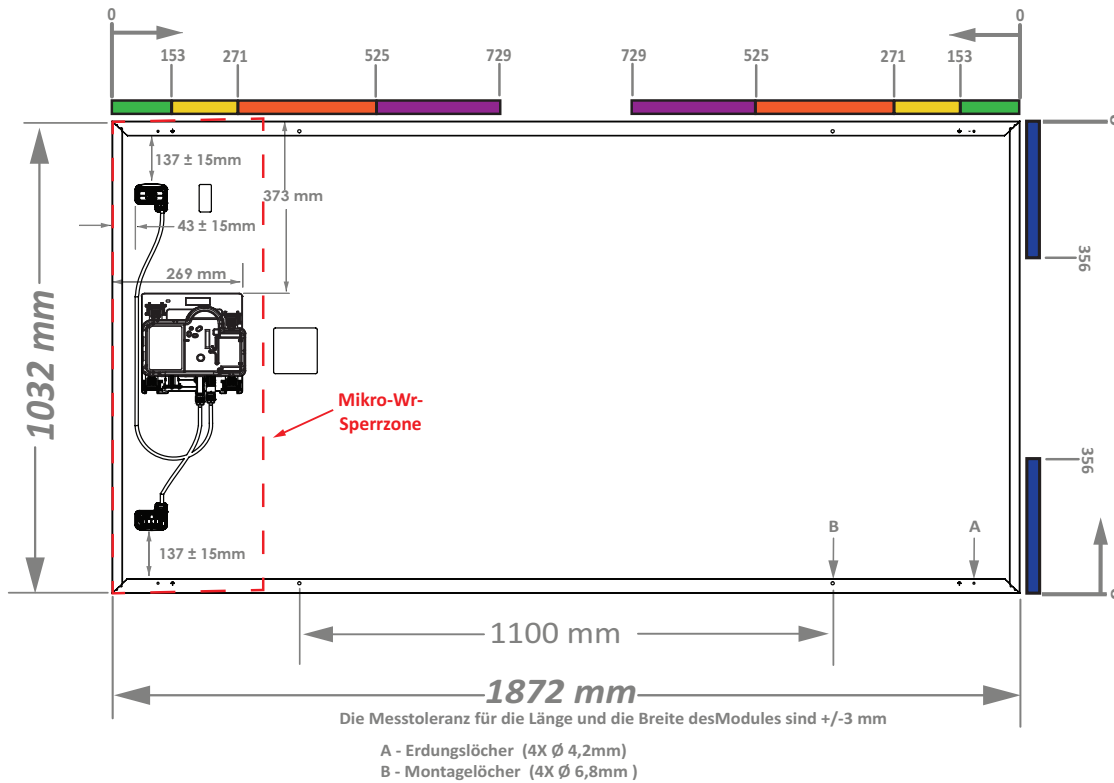 0
0
153
271
525
729
729
525
271
153
0
137 ± 15mm
373 mm
43 ± 15mm
356
269 mm
1032 mm
Mikro-Wr-
Sperrzone
356
B
A
137 ± 15mm
0
1100 mm
1872 mm
Die Messtoleranz für die Länge und die Breite desModules sind +/-3 mm
A - Erdungslöcher (4X Ø 4,2mm)
B - Montagelöcher (4X Ø 6,8mm )